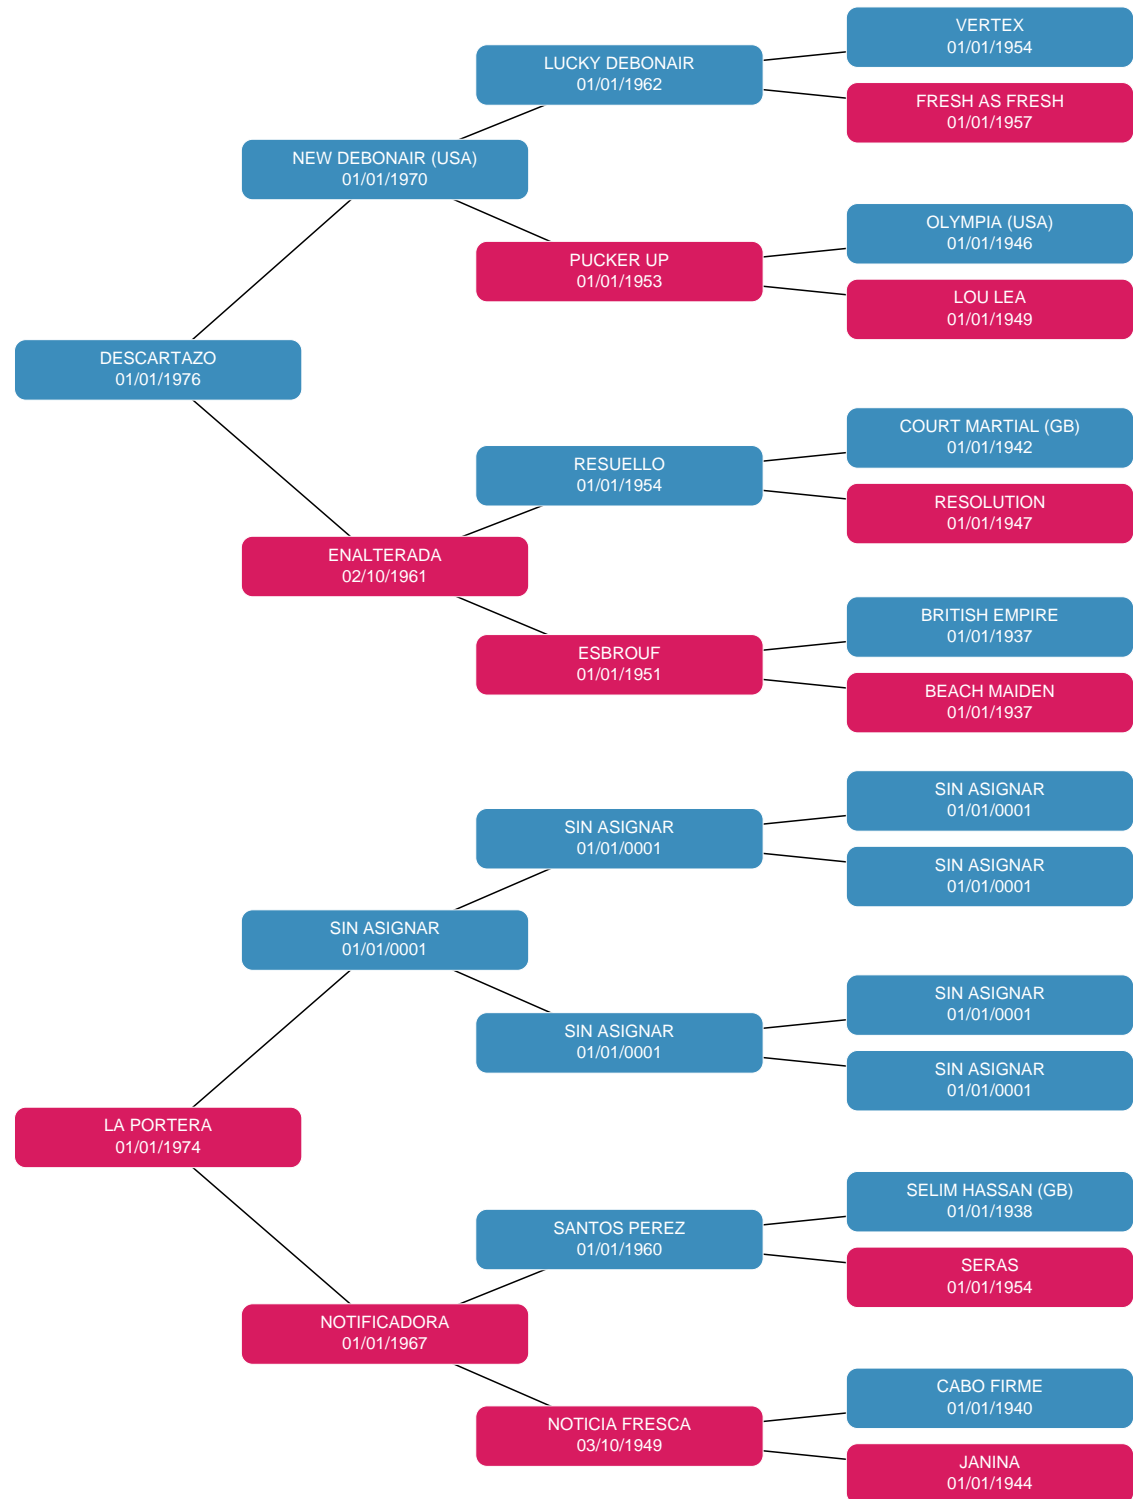 VERTEX
01/01/1954
LUCKY DEBONAIR
01/01/1962
FRESH AS FRESH
01/01/1957
NEW DEBONAIR (USA)
01/01/1970
OLYMPIA (USA)
01/01/1946
PUCKER UP
01/01/1953
LOU LEA
01/01/1949
DESCARTAZO
01/01/1976
COURT MARTIAL (GB)
01/01/1942
RESUELLO
01/01/1954
RESOLUTION
01/01/1947
ENALTERADA
02/10/1961
BRITISH EMPIRE
01/01/1937
ESBROUF
01/01/1951
BEACH MAIDEN
01/01/1937
SIN ASIGNAR
01/01/0001
SIN ASIGNAR
01/01/0001
SIN ASIGNAR
01/01/0001
SIN ASIGNAR
01/01/0001
SIN ASIGNAR
01/01/0001
SIN ASIGNAR
01/01/0001
SIN ASIGNAR
01/01/0001
LA PORTERA
01/01/1974
SELIM HASSAN (GB)
01/01/1938
SANTOS PEREZ
01/01/1960
SERAS
01/01/1954
NOTIFICADORA
01/01/1967
CABO FIRME
01/01/1940
NOTICIA FRESCA
03/10/1949
JANINA
01/01/1944